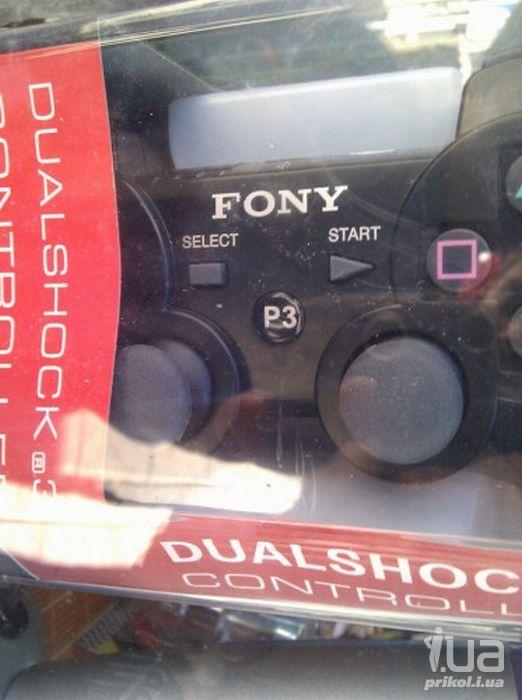 FONY
SELECT
START
P3
DUALSHOCK®3
DUALSHOC
CONTROLL
i.ua
prikol.i.ua